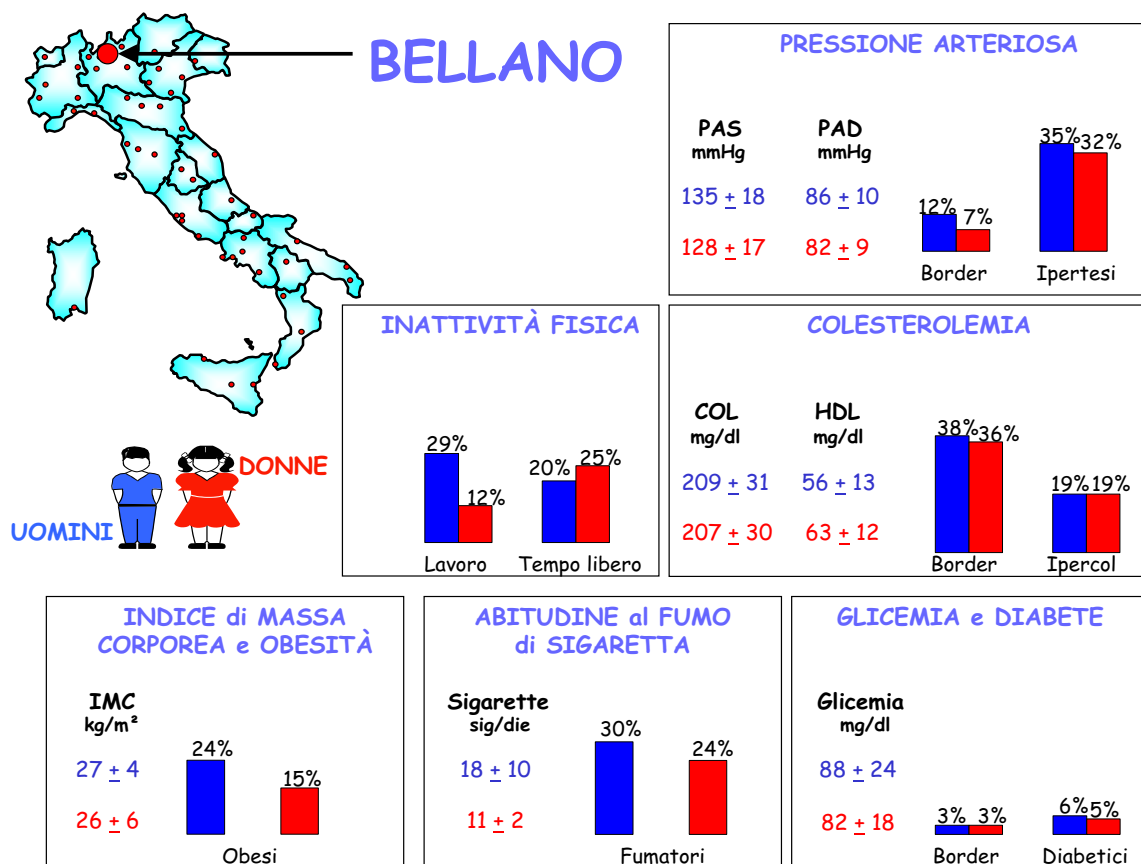 BELLANO
UOMINI
DONNE
PRESSIONE ARTERIOSA
PAS PAD
mmHg mmHg
135 ± 18 86 ± 10
128 ± 17 82 ± 9
12% 7% 35% 32%
Border Ipertesi
INATTIVITÀ FISICA
29% 12% 20% 25%
Lavoro Tempo libero
COLESTEROLEMIA
COL HDL
mg/dl mg/dl
209 ± 31 56 ± 13
207 ± 30 63 ± 12
38% 36% 19% 19%
Border Ipercol
INDICE di MASSA
CORPOREA e OBESITÀ
IMC
kg/m²
27 ± 4
26 ± 6
24% 15%
Obesi
ABITUDINE al FUMO
di SIGARETTA
Sigarette
sig/die
18 ± 10
11 ± 2
30% 24%
Fumatori
GLICEMIA e DIABETE
Glicemia
mg/dl
88 ± 24
82 ± 18
3% 3% 6% 5%
Border Diabetici